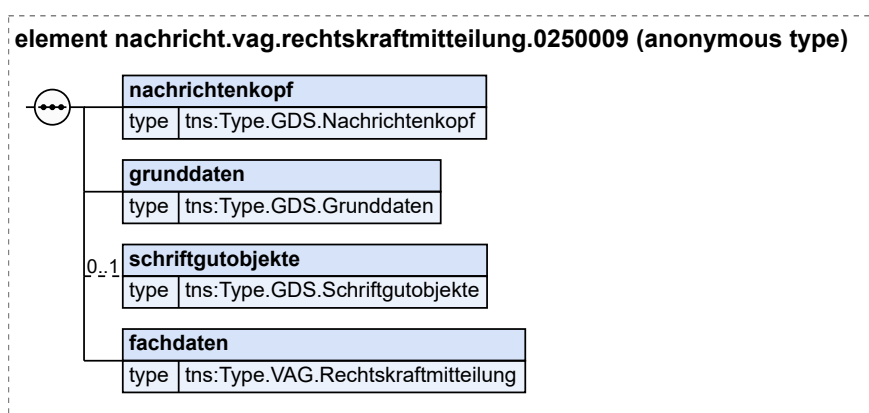 element nachricht.vag.rechtskraftmitteilung.0250009 (anonymous type)
nachrichtenkopf
type tns:Type.GDS.Nachrichtenkopf
grunddaten
type tns:Type.GDS.Grunddaten
0..1 schriftgutobjekte
type tns:Type.GDS.Schriftgutobjekte
fachdaten
type tns:Type.VAG.Rechtskraftmitteilung